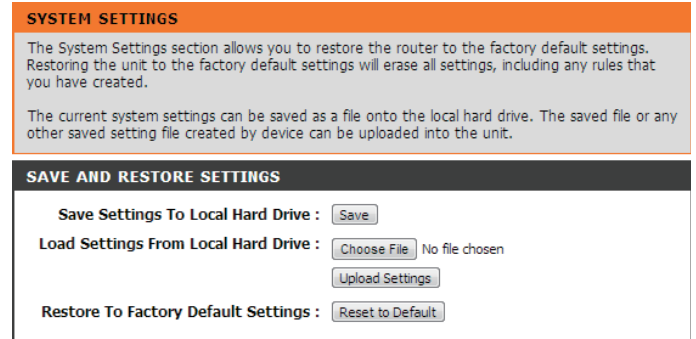 SYSTEM SETTINGS
The System Settings section allows you to restore the router to the factory default settings.
Restoring the unit to the factory default settings will erase all settings, including any rules that
you have created.
The current system settings can be saved as a file onto the local hard drive. The saved file or any
other saved setting file created by device can be uploaded into the unit.
SAVE AND RESTORE SETTINGS
Save Settings To Local Hard Drive : Save
Load Settings From Local Hard Drive : Choose File No file chosen
Upload Settings
Restore To Factory Default Settings : Reset to Default